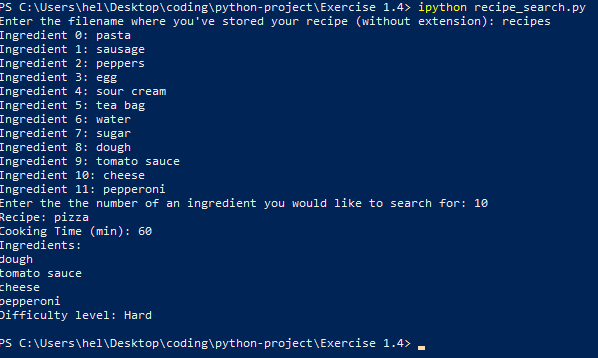 PS C:\Users\hel\Desktop\coding\python-project\Exercise 1.4> ipython recipe_search.py
Enter the filename where you've stored your recipe (without extension): recipes
Ingredient 0: pasta
Ingredient 1: sausage
Ingredient 2: peppers
Ingredient 3: egg
Ingredient 4: sour cream
Ingredient 5: tea bag
Ingredient 6: water
Ingredient 7: sugar
Ingredient 8: dough
Ingredient 9: tomato sauce
Ingredient 10: cheese
Ingredient 11: pepperoni
Enter the the number of an ingredient you would like to search for: 10
Recipe: pizza
Cooking Time (min): 60
Ingredients:
dough
tomato sauce
cheese
pepperoni
Difficulty level: Hard
PS C:\Users\hel\Desktop\coding\python-project\Exercise 1.4>